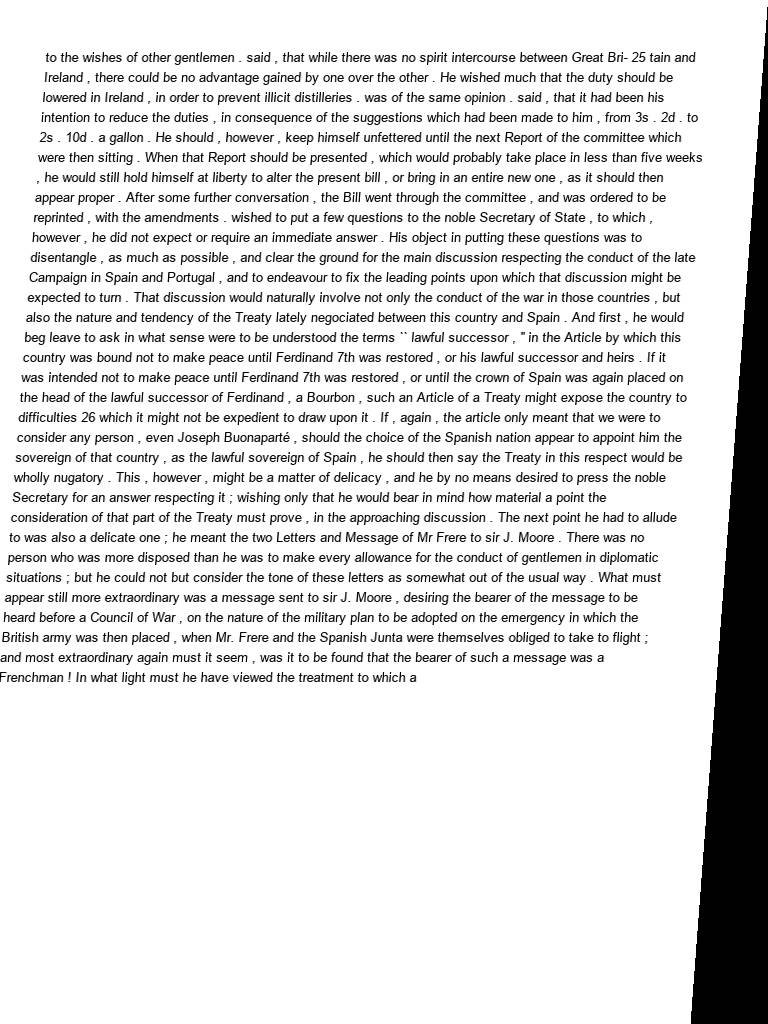 to the wishes of other gentlemen . said , that while there was no spirit intercourse between Great Bri- 25 tain and
Ireland , there could be no advantage gained by one over the other . He wished much that the duty should be
lowered in Ireland , in order to prevent illicit distilleries . was of the same opinion . said , that it had been his
intention to reduce the duties , in consequence of the suggestions which had been made to him , from 3s . 2d . to
2s . 10d . a gallon . He should , however , keep himself unfettered until the next Report of the committee which
were then sitting . When that Report should be presented , which would probably take place in less than five weeks
, he would still hold himself at liberty to alter the present bill , or bring in an entire new one , as it should then
appear proper . After some further conversation , the Bill went through the committee , and was ordered to be
reprinted , with the amendments . wished to put a few questions to the noble Secretary of State , to which ,
however , he did not expect or require an immediate answer . His object in putting these questions was to
disentangle , as much as possible , and clear the ground for the main discussion respecting the conduct of the late
Campaign in Spain and Portugal , and to endeavour to fix the leading points upon which that discussion might be
expected to turn . That discussion would naturally involve not only the conduct of the war in those countries , but
also the nature and tendency of the Treaty lately negociated between this country and Spain . And first , he would
beg leave to ask in what sense were to be understood the terms `` lawful successor , '' in the Article by which this
country was bound not to make peace until Ferdinand 7th was restored , or his lawful successor and heirs . If it
was intended not to make peace until Ferdinand 7th was restored , or until the crown of Spain was again placed on
the head of the lawful successor of Ferdinand , a Bourbon , such an Article of a Treaty might expose the country to
difficulties 26 which it might not be expedient to draw upon it . If , again , the article only meant that we were to
consider any person , even Joseph Buonaparté , should the choice of the Spanish nation appear to appoint him the
sovereign of that country , as the lawful sovereign of Spain , he should then say the Treaty in this respect would be
wholly nugatory . This , however , might be a matter of delicacy , and he by no means desired to press the noble
Secretary for an answer respecting it ; wishing only that he would bear in mind how material a point the
consideration of that part of the Treaty must prove , in the approaching discussion . The next point he had to allude
to was also a delicate one ; he meant the two Letters and Message of Mr Frere to sir J. Moore . There was no
person who was more disposed than he was to make every allowance for the conduct of gentlemen in diplomatic
situations ; but he could not but consider the tone of these letters as somewhat out of the usual way . What must
appear still more extraordinary was a message sent to sir J. Moore , desiring the bearer of the message to be
heard before a Council of War , on the nature of the military plan to be adopted on the emergency in which the
British army was then placed , when Mr. Frere and the Spanish Junta were themselves obliged to take to flight ;
and most extraordinary again must it seem , was it to be found that the bearer of such a message was a
Frenchman ! In what light must he have viewed the treatment to which a